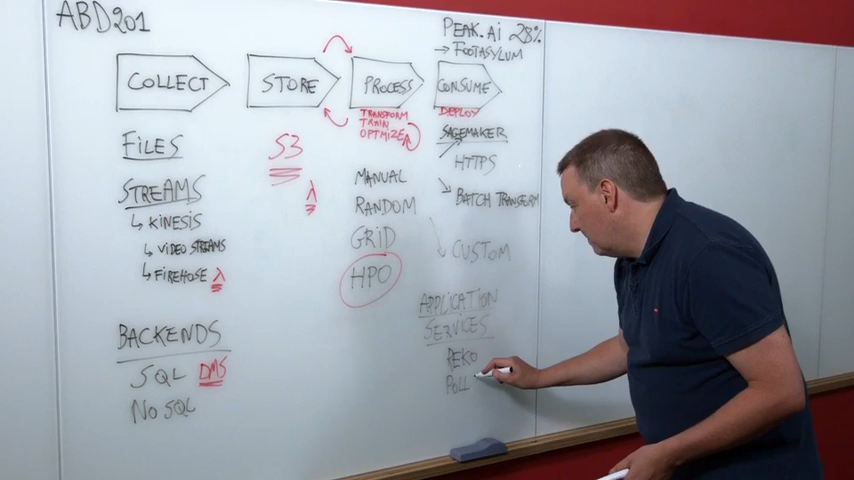 ABD201
PEAK.AI 28%
→ FOOTASYLUM
COLLECT
STORE
PROCESS
CONSUME
TRANSFORM
TRAIN
OPTIMIZE
DEPLOY
FILES
STREAMS
↳ KINESIS
↳ VIDEO STREAMS
↳ FIREHOSE λ
BACKENDS
SQL DMS
NO SQL
S3
λ
MANUAL
RANDOM
GRID
HPO
SAGEMAKER
HTTPS
BATCH TRANSFORM
CUSTOM
APPLICATION
SERVICES
REKO
POLL